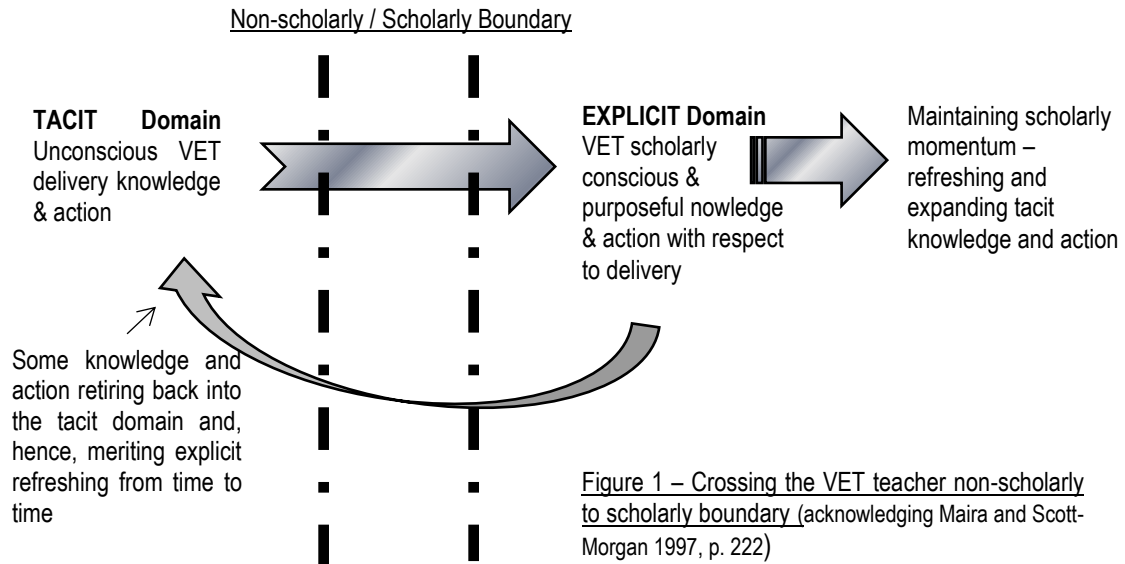 Non-scholarly / Scholarly Boundary
TACIT Domain
Unconscious VET
delivery knowledge
& action
EXPLICIT Domain
VET scholarly
conscious &
purposeful nowledge
& action with respect
to delivery
Maintaining scholarly
momentum –
refreshing and
expanding tacit
knowledge and action
Some knowledge and
action retiring back into
the tacit domain and,
hence, meriting explicit
refreshing from time to
time
Figure 1 – Crossing the VET teacher non-scholarly
to scholarly boundary (acknowledging Maira and Scott-
Morgan 1997, p. 222)